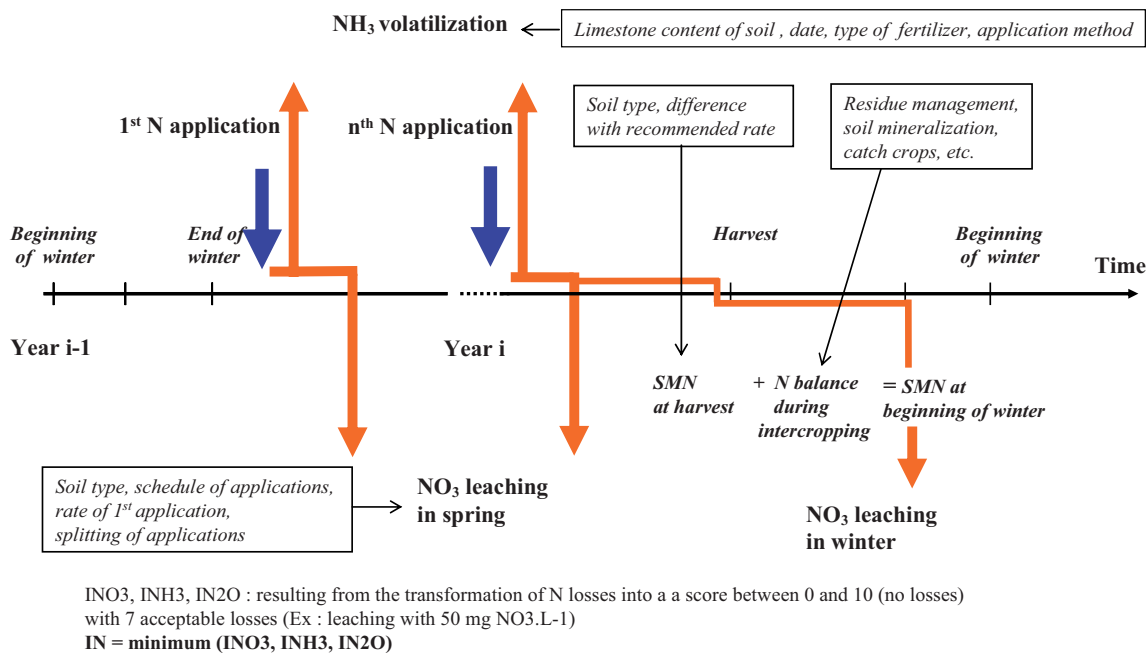 NH3 volatilization
Limestone content of soil , date, type of fertilizer, application method
1st N application
nth N application
Soil type, difference
with recommended rate
Residue management,
soil mineralization,
catch crops, etc.
Beginning
of winter
End of
winter
Harvest
Beginning
of winter
Time
Year i-1
Year i
SMN
at harvest
+ N balance
during
intercropping
= SMN at
beginning of winter
Soil type, schedule of applications,
rate of 1st application,
splitting of applications
NO3 leaching
in spring
NO3 leaching
in winter
INO3, INH3, IN2O : resulting from the transformation of N losses into a a score between 0 and 10 (no losses)
with 7 acceptable losses (Ex : leaching with 50 mg NO3.L-1)
IN = minimum (INO3, INH3, IN2O)